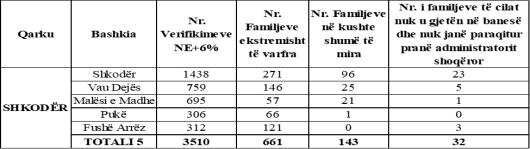 Qarku | Bashkia | Nr. Verifikimeve NE+6% | Nr. Familjeve ekstremisht të varfra | Nr. Familjeve në kushte shumë të mira | Nr. i familjeve të cilat nuk u gjetën në banesë dhe nuk janë paraqitur pranë administratorit shoqëror
SHKODËR | Shkodër | 1438 | 271 | 96 | 23
Vau Dejës | 759 | 146 | 25 | 5
Malësi e Madhe | 695 | 57 | 21 | 1
Pukë | 306 | 66 | 1 | 0
Fushë Arrëz | 312 | 121 | 0 | 3
TOTALI 5 | 3510 | 661 | 143 | 32